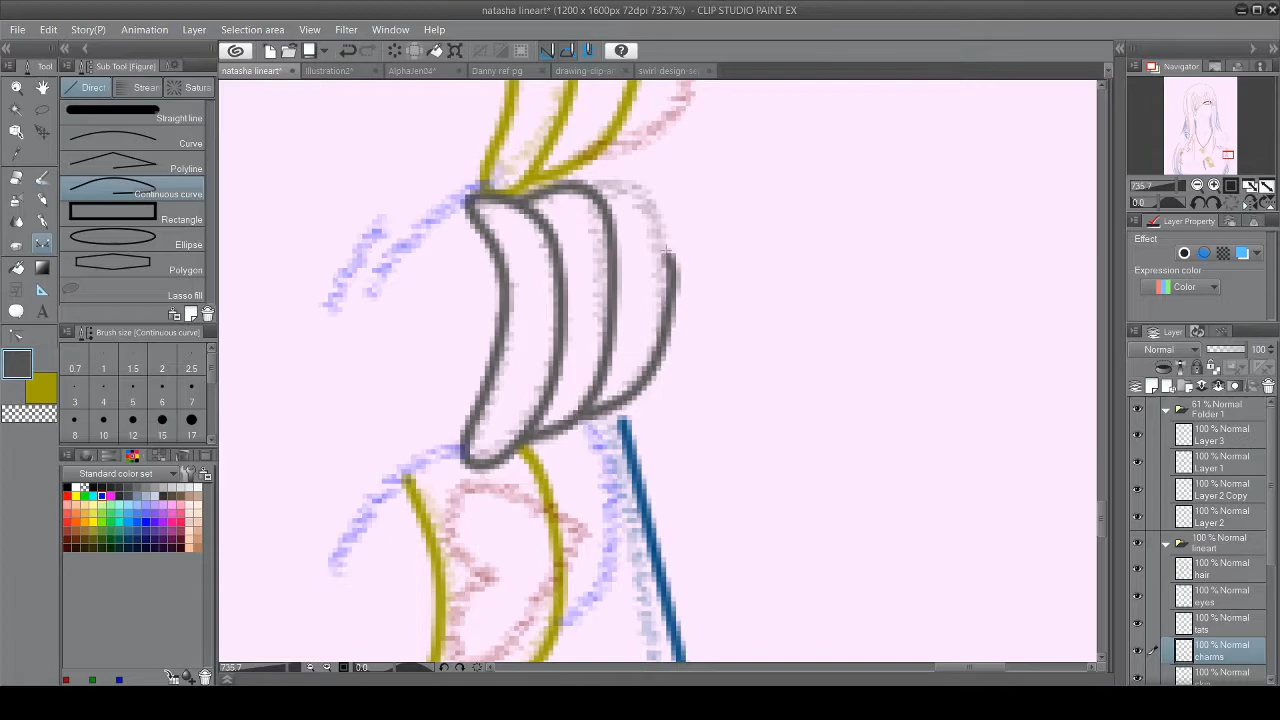 natasha lineart* (1200 x 1600px 72dpi 735.7%) - CLIP STUDIO PAINT EX
File Edit Story(P) Animation Layer Selection area View Filter Window Help
Tool Sub Tool [Figure] Navigator
natasha lineart* illustration2* AlphaJen04* Danny ref pg drawing-clip-ar swirl-design-se
Direct Strear Satura
Straight line
Curve
Polyline
Continuous curve
Rectangle
Ellipse
Polygon
Lasso fill
735.7
0.0
Layer Property
Effect
Expression color
Color
Brush size [Continuous curve]
0.7 1 1.5 2 2.5
3 4 5 6 7
8 10 12 15 17
Layer
Normal 100
61 % Normal
Folder 1
100 % Normal
Layer 3
100 % Normal
Layer 1
100 % Normal
Layer 2 Copy
100 % Normal
Layer 2
100 % Normal
lineart
100 % Normal
hair
100 % Normal
eyes
100 % Normal
tats
100 % Normal
charms
100 % Normal
Standard color set
735.7 0.0